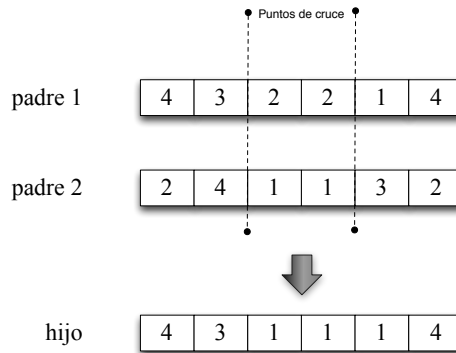 Puntos de cruce
padre 1 4 3 2 2 1 4
padre 2 2 4 1 1 3 2
hijo 4 3 1 1 1 4